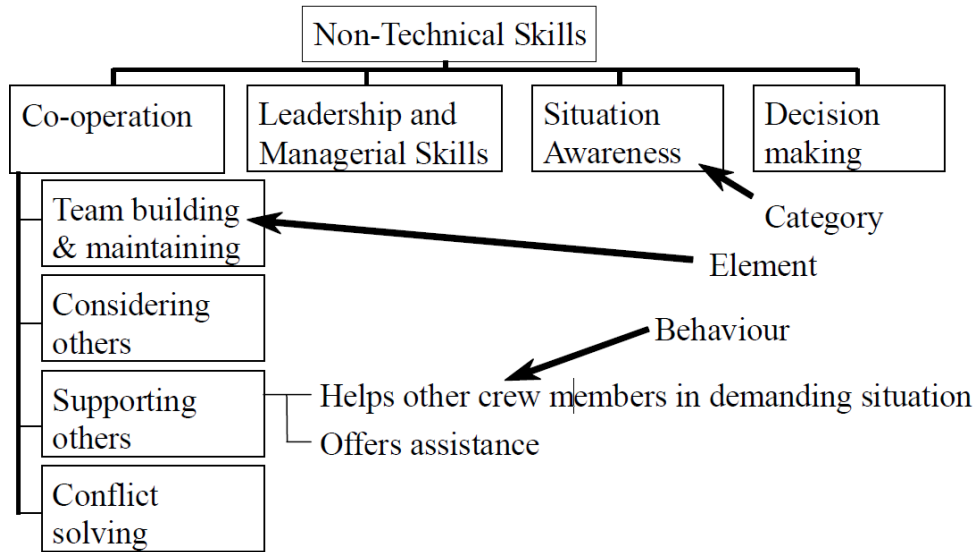 Non-Technical Skills
Co-operation
Leadership and
Managerial Skills
Situation
Awareness
Decision
making
Category
Team building
& maintaining
Element
Considering
others
Behaviour
Supporting
others
Helps other crew members in demanding situation
Offers assistance
Conflict
solving